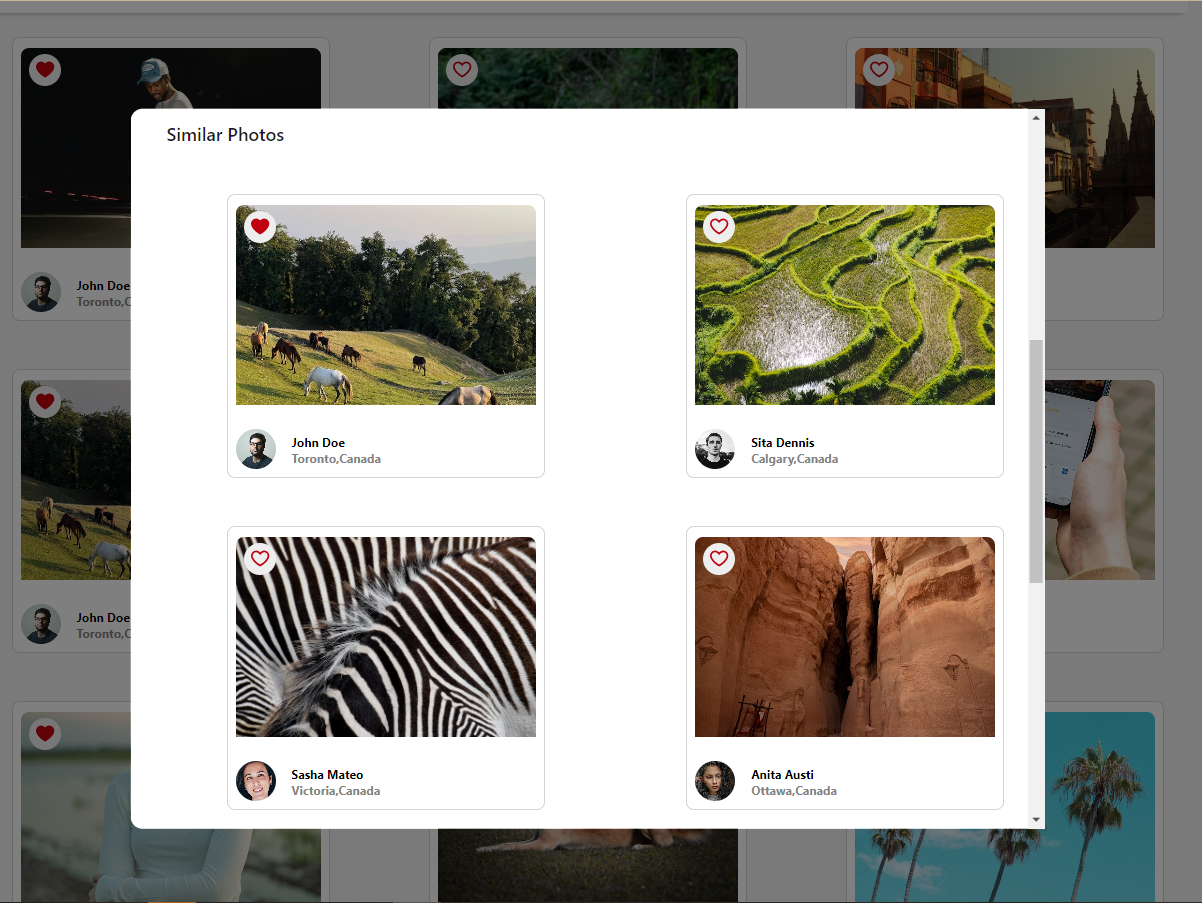 Similar Photos
John Doe
Toronto,Canada
Sita Dennis
Calgary,Canada
Sasha Mateo
Victoria,Canada
Anita Austi
Ottawa,Canada
John Doe
Toronto,C
John Doe
Toronto,C